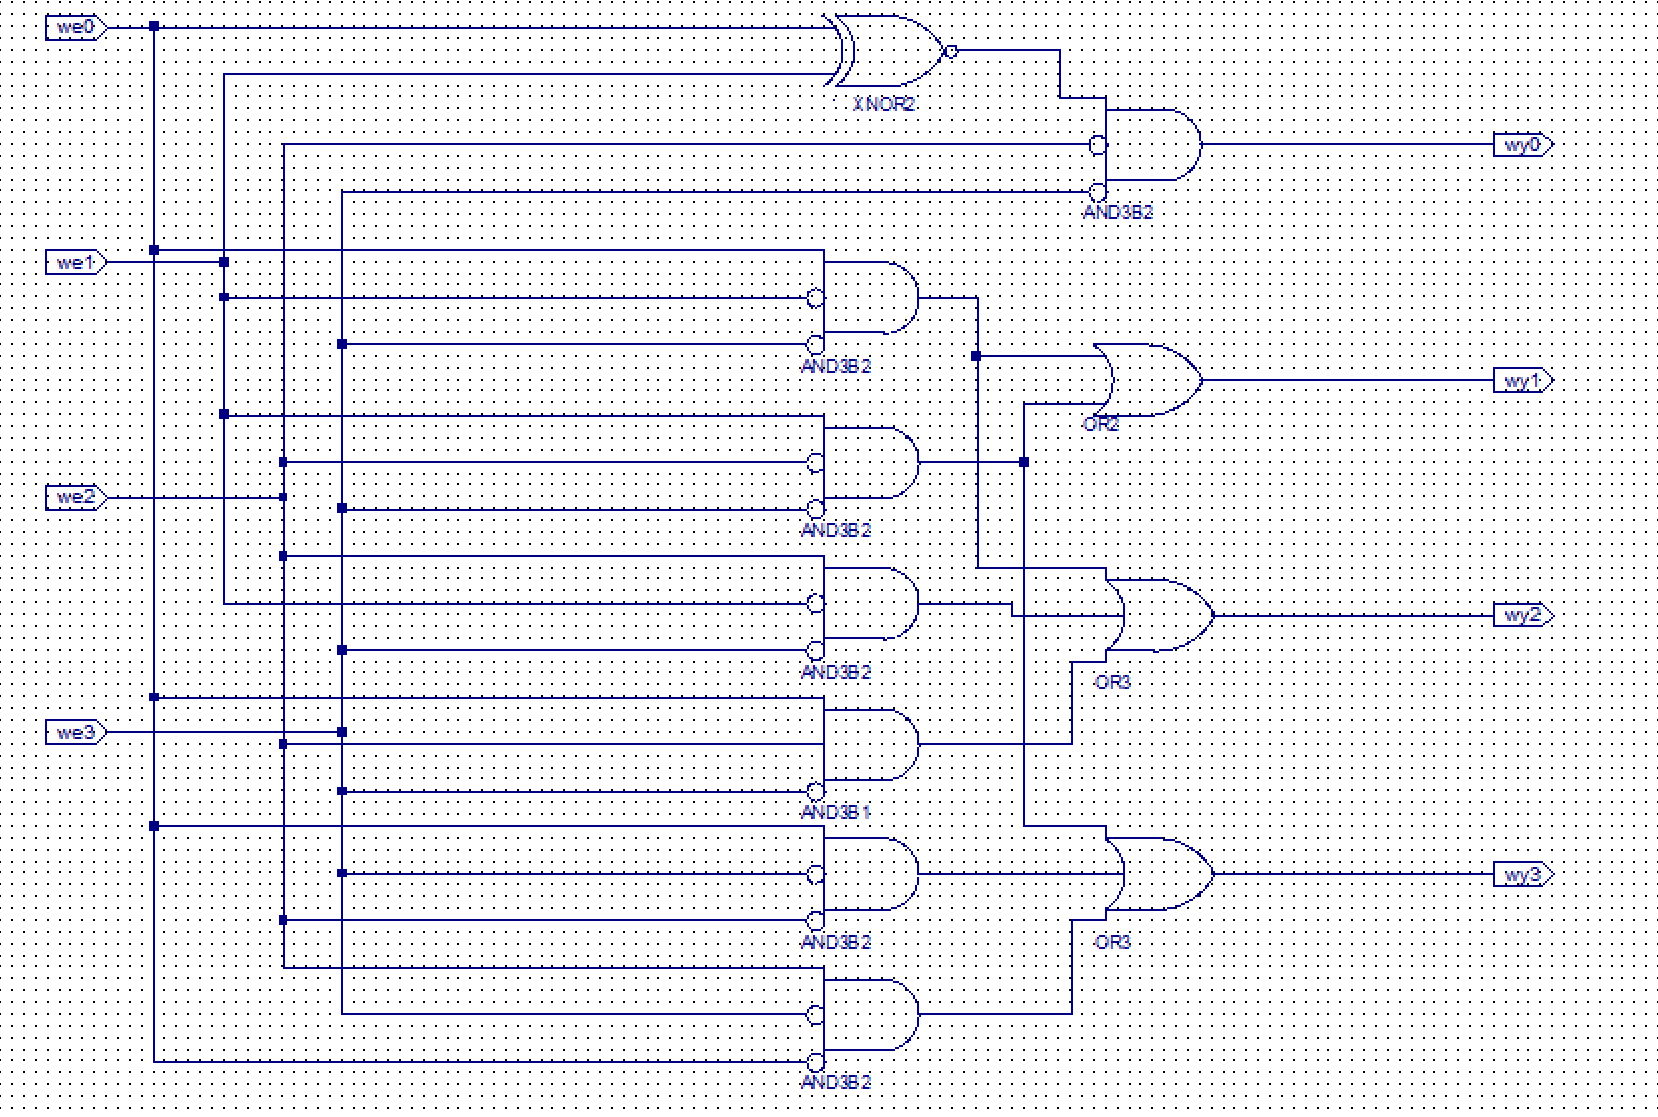 we0
XNOR2
wy0
AND3B2
we1
AND3B2
wy1
OR2
we2
AND3B2
wy2
AND3B2
OR3
we3
AND3B1
wy3
AND3B2
OR3
AND3B2